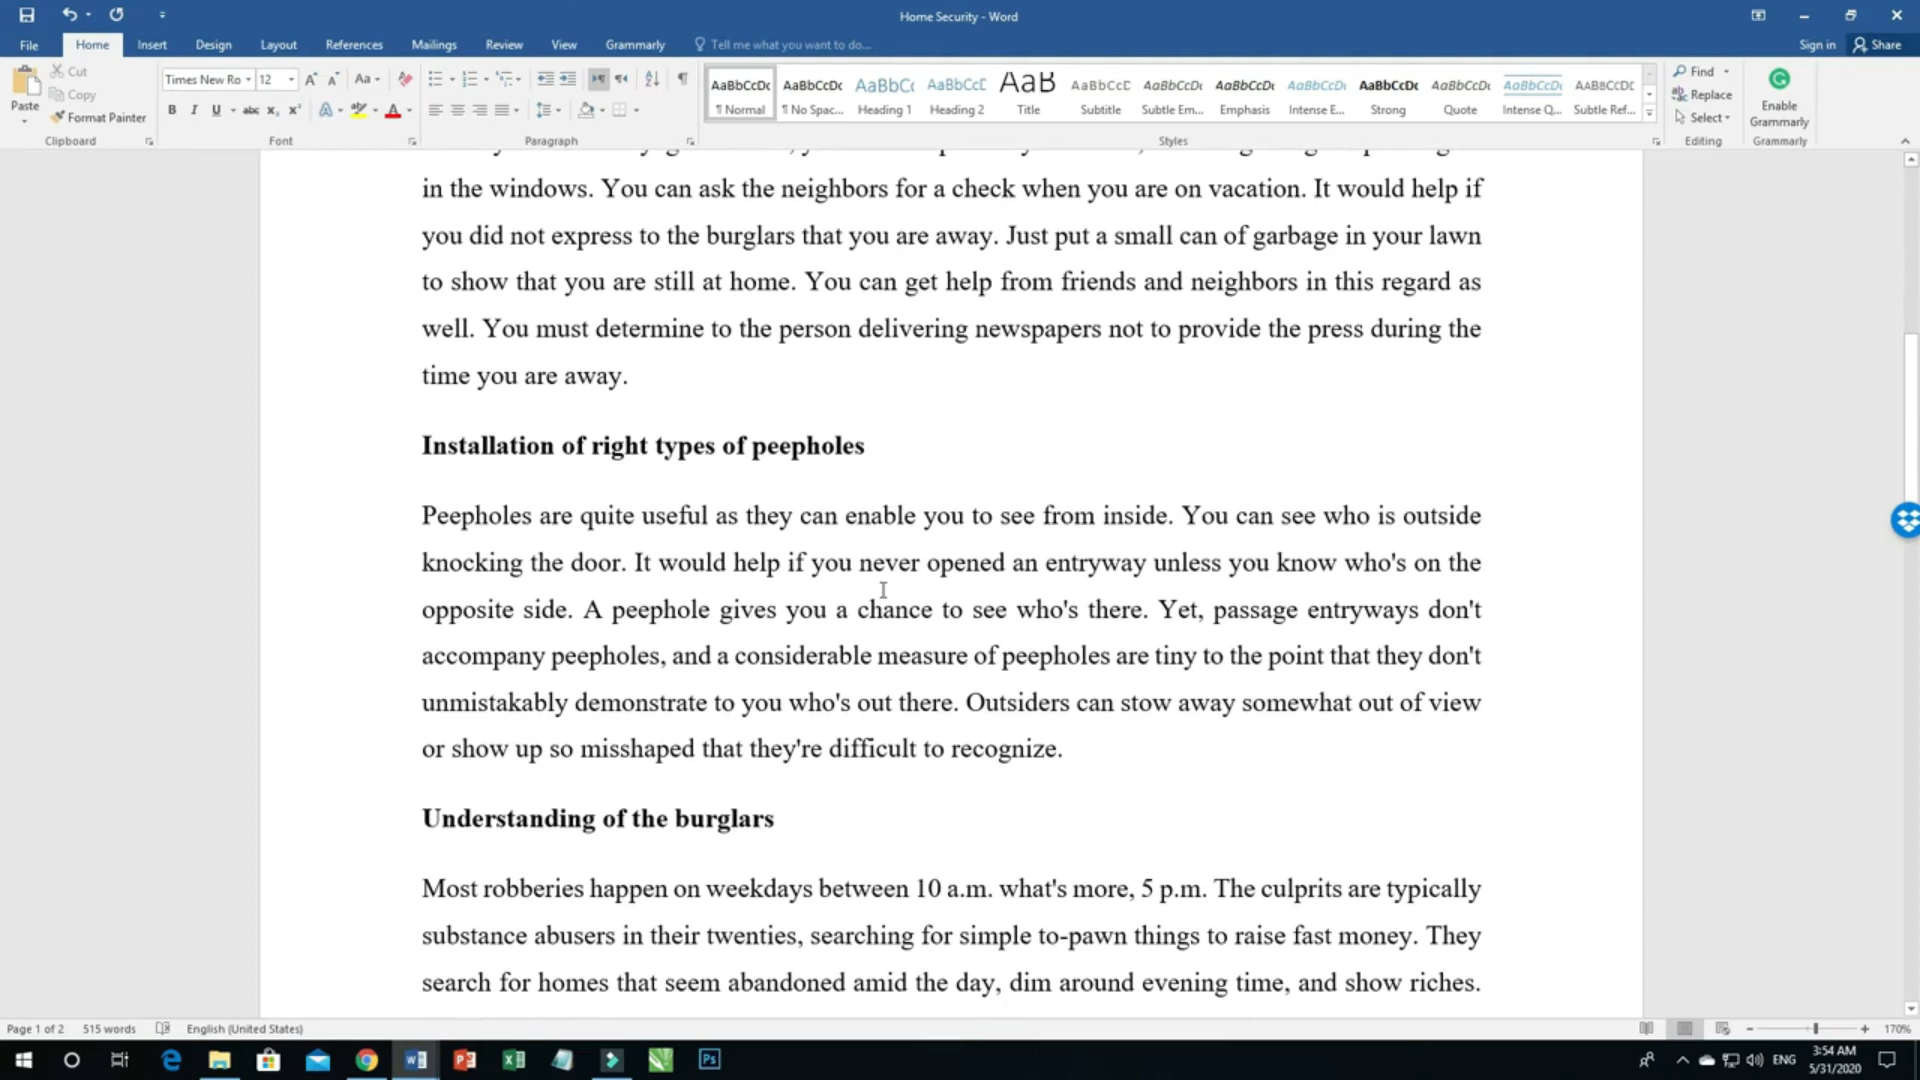 Home Security - Word
File Home Insert Design Layout References Mailings Review View Grammarly Tell me what you want to do... Sign in Share
Paste Cut Copy Format Painter
Times New Ro 12
AaBbCcDc AaBbCcDc AaBbC( AaBbCcE AaB AaBbCcC AaBbCcDc AaBbCcDc AaBbCcDc AaBbCcDc AaBbCcDc AaBbCcDc AABBCCDC
¶ Normal ¶ No Spac... Heading 1 Heading 2 Title Subtitle Subtle Em... Emphasis Intense E... Strong Quote Intense Q... Subtle Ref...
Find Replace Select
Enable Grammarly
Clipboard Font Paragraph Styles Editing Grammarly
in the windows. You can ask the neighbors for a check when you are on vacation. It would help if
you did not express to the burglars that you are away. Just put a small can of garbage in your lawn
to show that you are still at home. You can get help from friends and neighbors in this regard as
well. You must determine to the person delivering newspapers not to provide the press during the
time you are away.
Installation of right types of peepholes
Peepholes are quite useful as they can enable you to see from inside. You can see who is outside
knocking the door. It would help if you never opened an entryway unless you know who's on the
opposite side. A peephole gives you a chance to see who's there. Yet, passage entryways don't
accompany peepholes, and a considerable measure of peepholes are tiny to the point that they don't
unmistakably demonstrate to you who's out there. Outsiders can stow away somewhat out of view
or show up so misshaped that they're difficult to recognize.
Understanding of the burglars
Most robberies happen on weekdays between 10 a.m. what's more, 5 p.m. The culprits are typically
substance abusers in their twenties, searching for simple to-pawn things to raise fast money. They
search for homes that seem abandoned amid the day, dim around evening time, and show riches.
Page 1 of 2 515 words English (United States) 170%
ENG 3:54 AM
5/31/2020